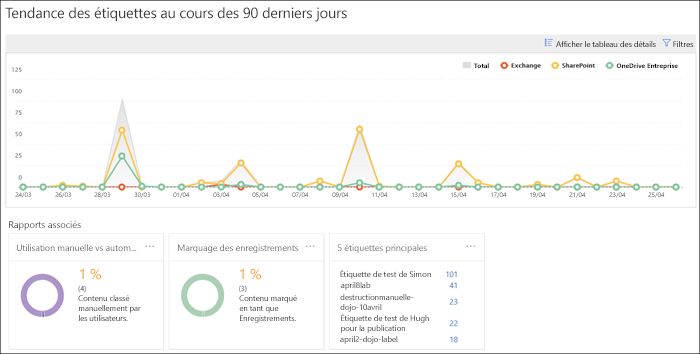 Tendance des étiquettes au cours des 90 derniers jours
Afficher le tableau des détails Filtres
Total Exchange SharePoint OneDrive Entreprise
125
100
75
50
25
0
24/03 26/03 28/03 30/03 01/04 03/04 05/04 07/04 09/04 11/04 13/04 15/04 17/04 19/04 21/04 23/04 25/04
Rapports associés
Utilisation manuelle vs autom... ...
1 %
(4)
Contenu classé
manuellement par
les utilisateurs.
Marquage des enregistrements ...
1 %
(3)
Contenu marqué
en tant que
Enregistrements.
5 étiquettes principales ...
Étiquette de test de Simon 101
april8lab 41
destructionmanuelle-
dojo-10avril 23
Étiquette de test de Hugh
pour la publication 22
april2-dojo-label 18